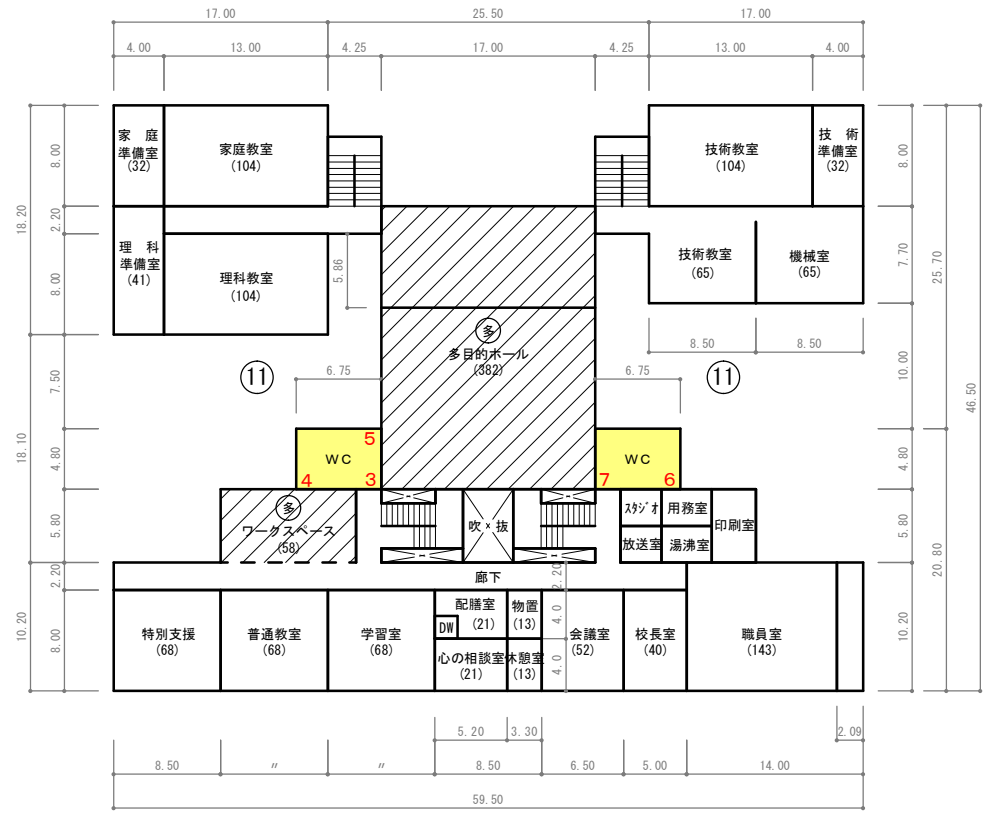 17.00 25.50 17.00
4.00 13.00 4.25 17.00 4.25 13.00 4.00
家 庭
準備室
(32)
家庭教室
(104)
技術教室
(104)
技 術
準備室
(32)
8.00
2.20
18.20
8.00
理 科
準備室
(41)
理科教室
(104)
5.86
技術教室
(65)
機械室
(65)
8.00
7.70
25.70
46.50
多
多目的ホール
(382)
8.50 8.50
11
11
6.75
6.75
7.50
10.00
WC
5
4
3
WC
7
6
4.80
18.10
4.80
多
ワークスペース
(58)
吹 抜
スタジオ
用務室
放送室
湯沸室
印刷室
5.80
5.80
20.80
廊下
2.20
2.20
特別支援
(68)
普通教室
(68)
学習室
(68)
配膳室
(21)
DW
物置
(13)
心の相談室
(21)
休憩室
(13)
4.0
4.0
会議室
(52)
校長室
(40)
職員室
(143)
10.20
8.00
10.20
5.20 3.30 2.09
8.50 〃 〃 8.50 6.50 5.00 14.00
59.50